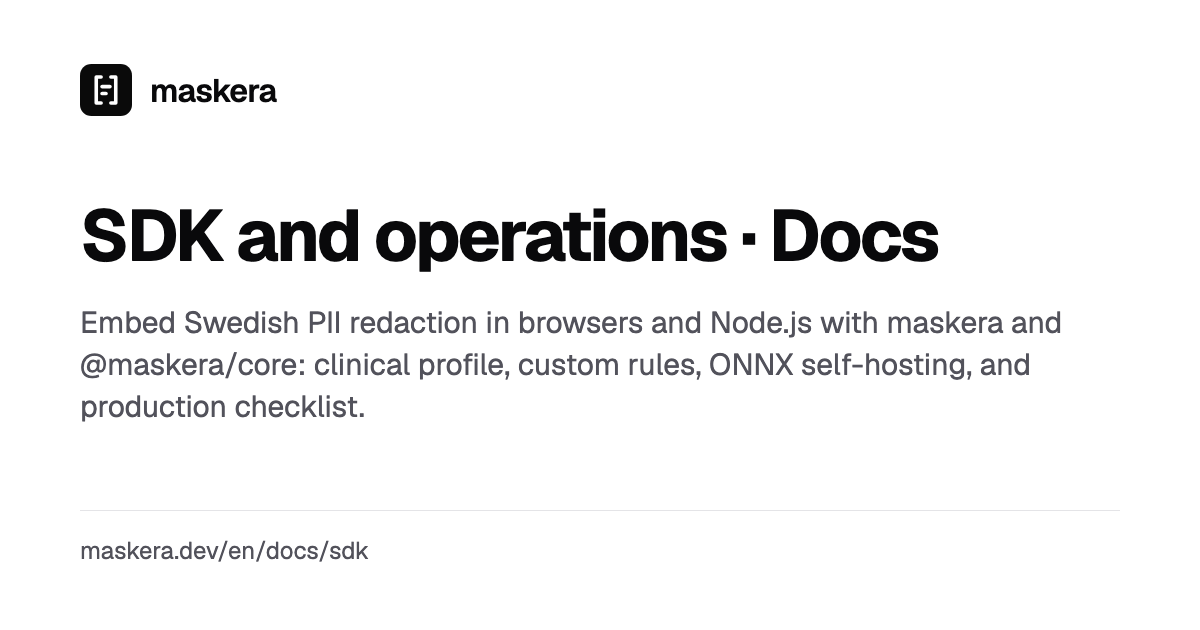 maskera
SDK and operations · Docs
Embed Swedish PII redaction in browsers and Node.js with maskera and
@maskera/core: clinical profile, custom rules, ONNX self-hosting, and
production checklist.
maskera.dev/en/docs/sdk